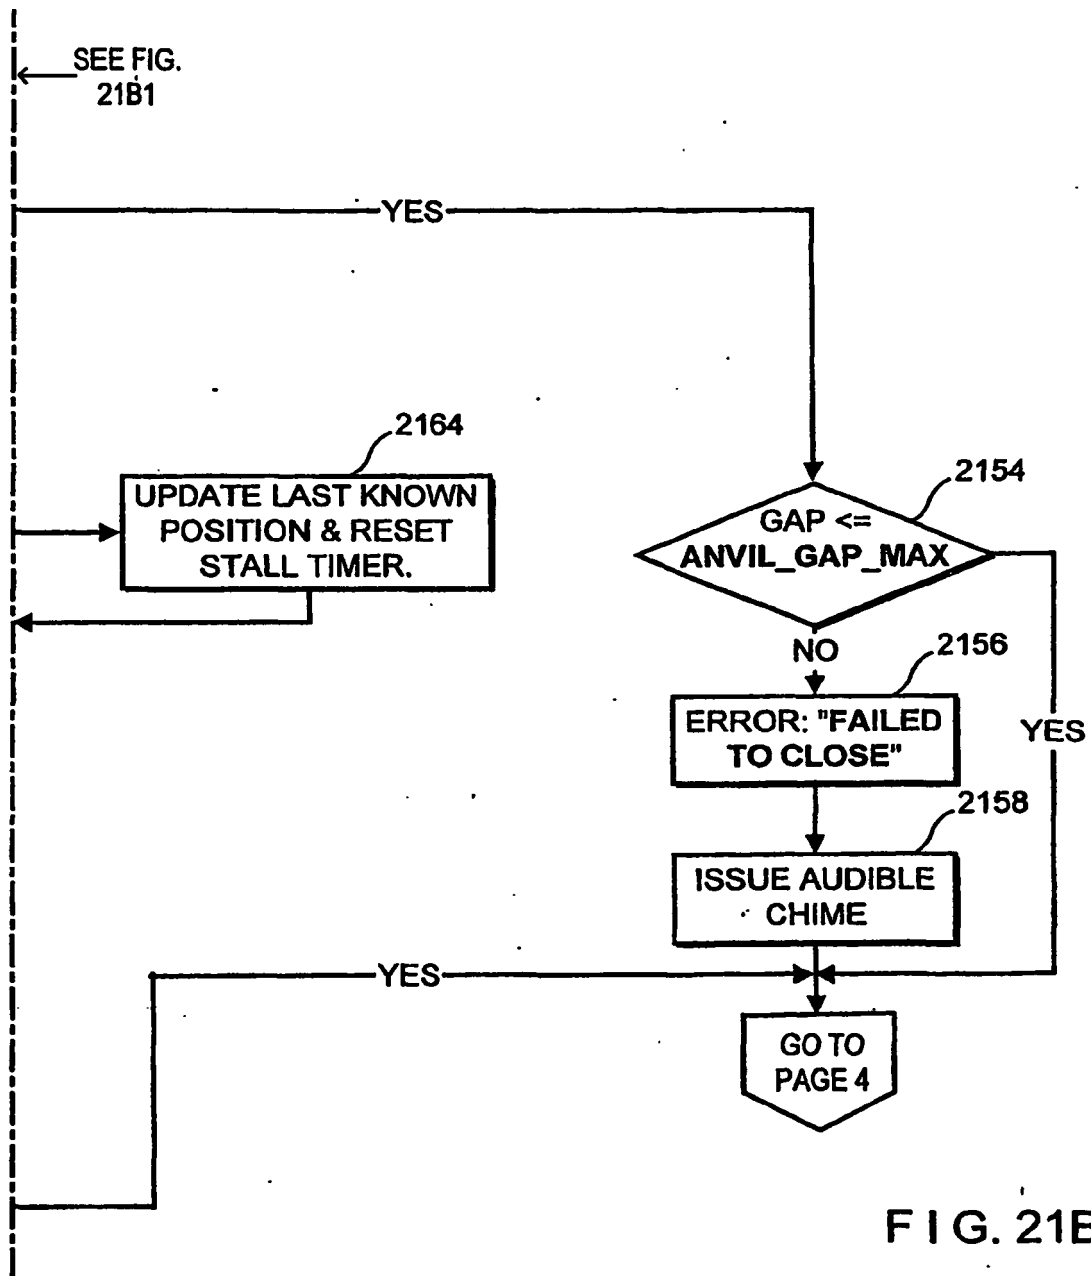 SEE FIG.
21B1
YES
2164
UPDATE LAST KNOWN
POSITION & RESET
STALL TIMER.
2154
GAP <=
ANVIL_GAP_MAX
NO
2156
ERROR: "FAILED
TO CLOSE"
YES
2158
ISSUE AUDIBLE
CHIME
YES
GO TO
PAGE 4
FIG. 21B